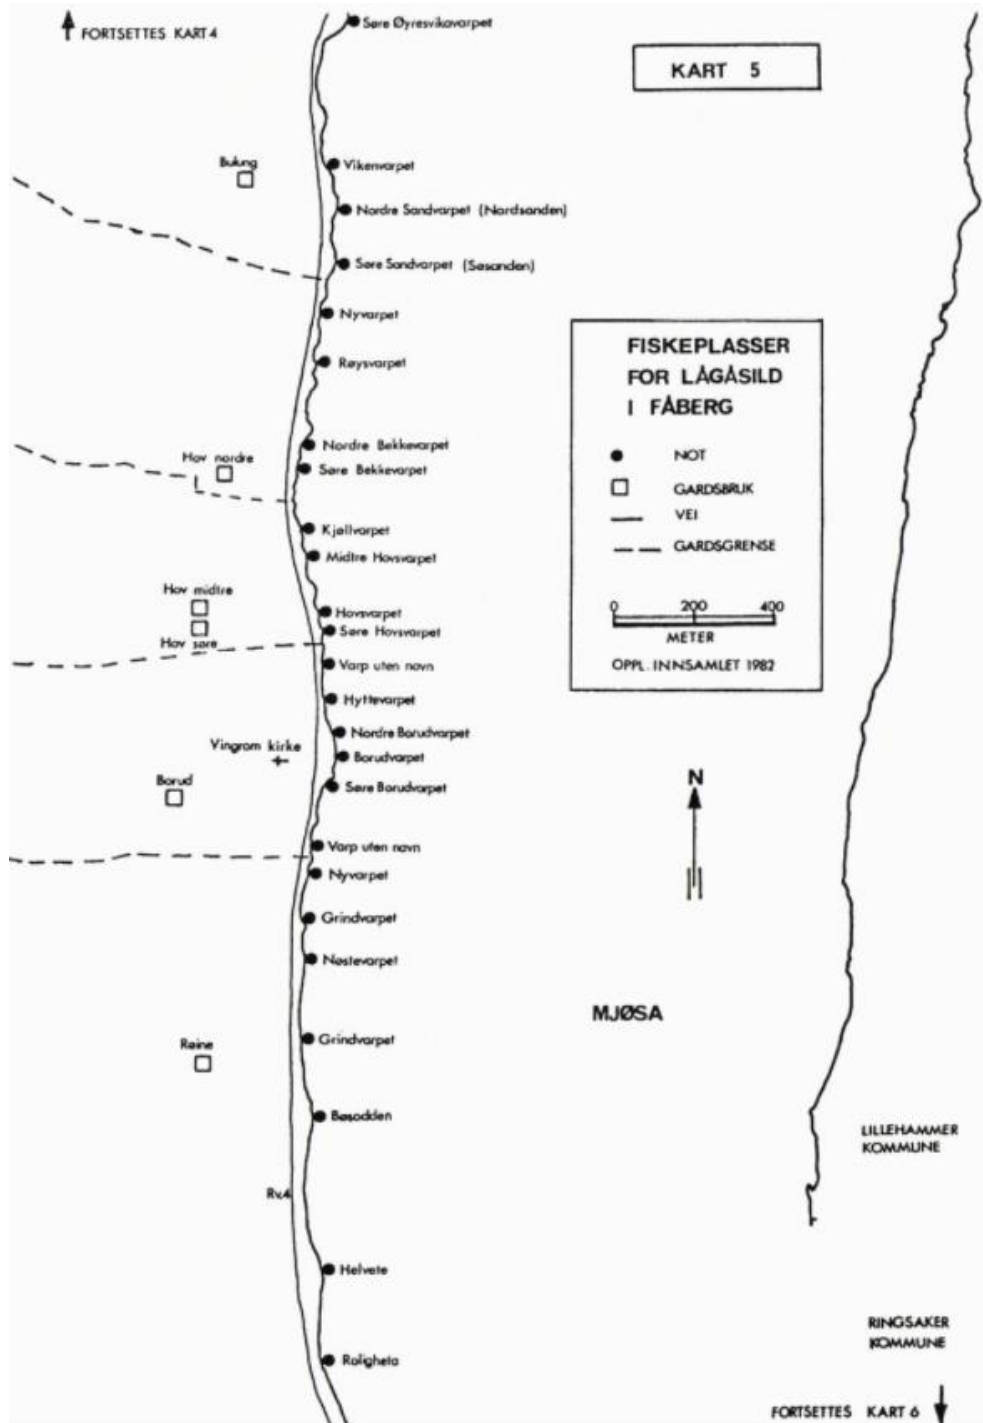 FORTSETTES KART 4
Søre Øyresvikavarpet
KART 5
Bulung
Vikenvarpet
Nordre Sandvarpet (Nordsanden)
Søre Sandvarpet (Søsanden)
Nyvarpet
Røysvarpet
FISKEPLASSER
FOR LÅGÅSILD
I FÅBERG
NOT
GARDSBRUK
VEI
GARDSGRENSE
0 200 400
METER
OPPL. INNSAMLET 1982
Nordre Bekkevarpet
Hov nordre
Søre Bekkevarpet
Kjøllvarpet
Midtre Hovsvarpet
Hov midtre
Hovsvarpet
Søre Hovsvarpet
Hov søre
Varp uten navn
Hyttevarpet
Nordre Borudvarpet
Vingrom kirke
Borudvarpet
Borud
Søre Borudvarpet
N
Varp uten navn
Nyvarpet
Grindvarpet
Nøstevarpet
MJØSA
Grindvarpet
Røine
Bøsodden
LILLEHAMMER
KOMMUNE
Rv.4
Helvete
RINGSAKER
KOMMUNE
Roligheta
FORTSETTES KART 6